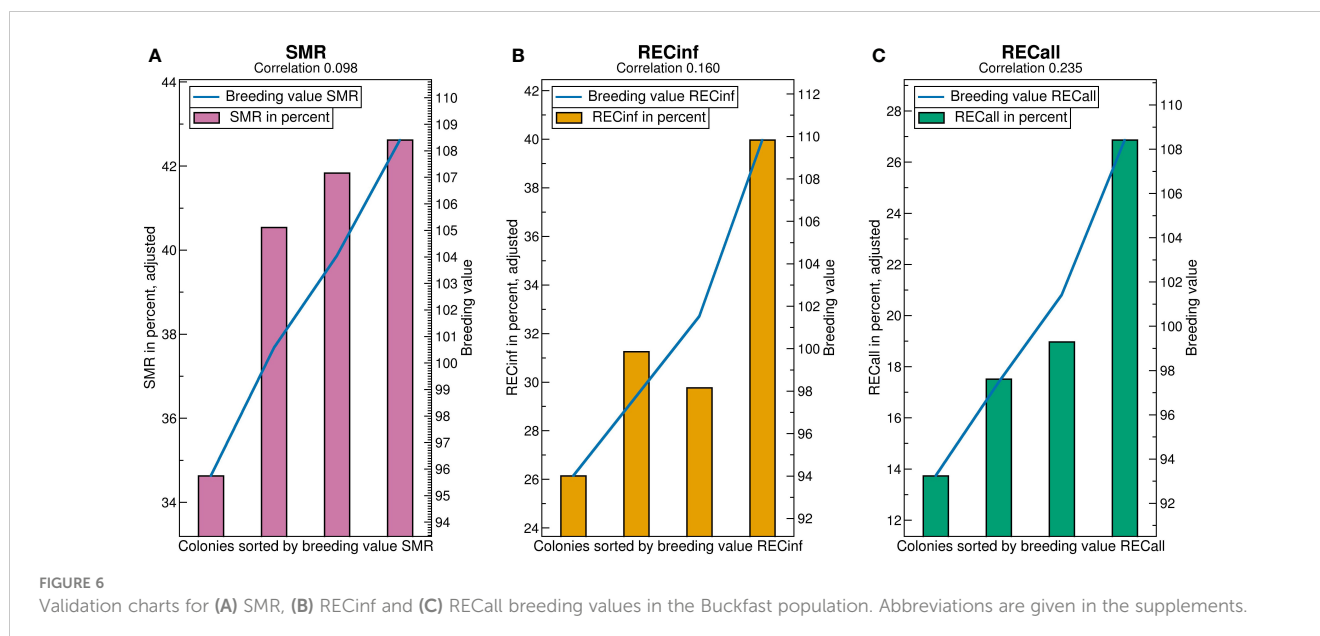 A
SMR
Correlation 0.098
Breeding value SMR
SMR in percent
44
42
40
38
36
34
SMR in percent, adjusted
110
109
108
107
106
105
104
103
102
101
100
99
98
97
96
95
94
Breeding value
Colonies sorted by breeding value SMR
B
RECinf
Correlation 0.160
Breeding value RECinf
RECinf in percent
42
40
38
36
34
32
30
28
26
24
RECinf in percent, adjusted
112
110
108
106
104
102
100
98
96
94
92
Breeding value
Colonies sorted by breeding value RECinf
C
RECall
Correlation 0.235
Breeding value RECall
RECall in percent
28
26
24
22
20
18
16
14
12
RECall in percent, adjusted
110
108
106
104
102
100
98
96
94
92
Breeding value
Colonies sorted by breeding value RECall
FIGURE 6
Validation charts for (A) SMR, (B) RECinf and (C) RECall breeding values in the Buckfast population. Abbreviations are given in the supplements.